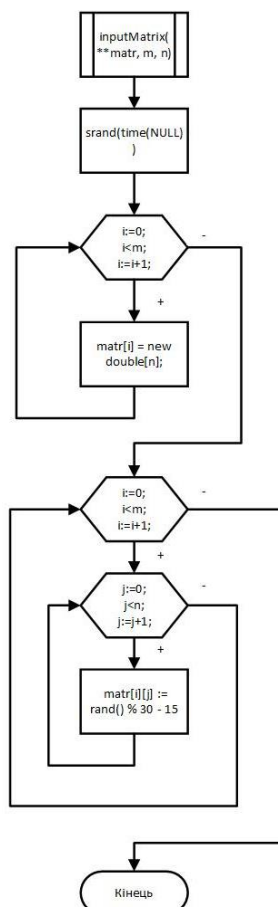 inputMatrix(
**matr, m, n)
srand(time(NULL)
)
i:=0;
i<m;
i:=i+1;
-
+
matr[i] = new
double[n];
i:=0;
i<m;
i:=i+1;
-
+
j:=0;
j<n;
j:=j+1;
-
+
matr[i][j] :=
rand() % 30 - 15
Кінець